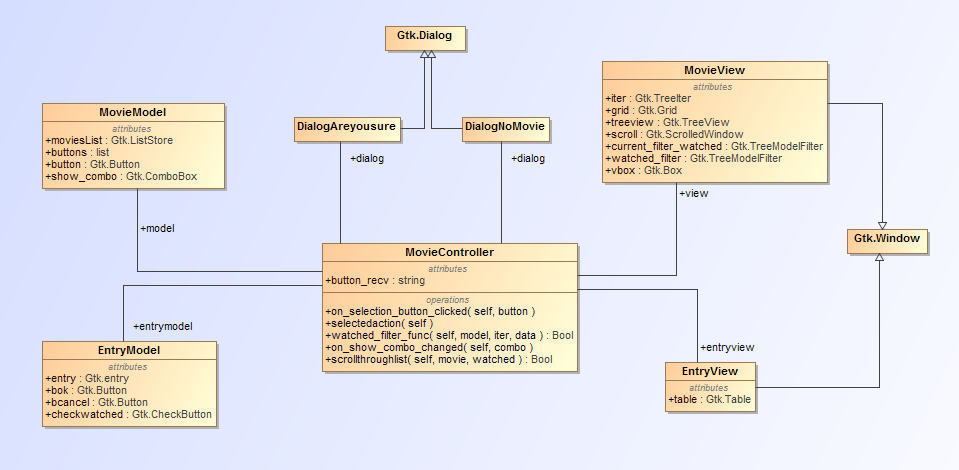 Gtk.Dialog
MovieView
attributes
+iter : Gtk.TreeIter
+grid : Gtk.Grid
+treeview : Gtk.TreeView
+scroll : Gtk.ScrolledWindow
+current_filter_watched : Gtk.TreeModelFilter
+watched_filter : Gtk.TreeModelFilter
+vbox : Gtk.Box
MovieModel
attributes
+moviesList : Gtk.ListStore
+buttons : list
+button : Gtk.Button
+show_combo : Gtk.ComboBox
DialogAreyousure
DialogNoMovie
+dialog
+dialog
+view
+model
Gtk.Window
MovieController
attributes
+button_recv : string
operations
+on_selection_button_clicked( self, button )
+selectedaction( self )
+watched_filter_func( self, model, iter, data ) : Bool
+on_show_combo_changed( self, combo )
+scrollthroughlist( self, movie, watched ) : Bool
+entrymodel
EntryModel
attributes
+entry : Gtk.entry
+bok : Gtk.Button
+bcancel : Gtk.Button
+checkwatched : Gtk.CheckButton
+entryview
EntryView
attributes
+table : Gtk.Table